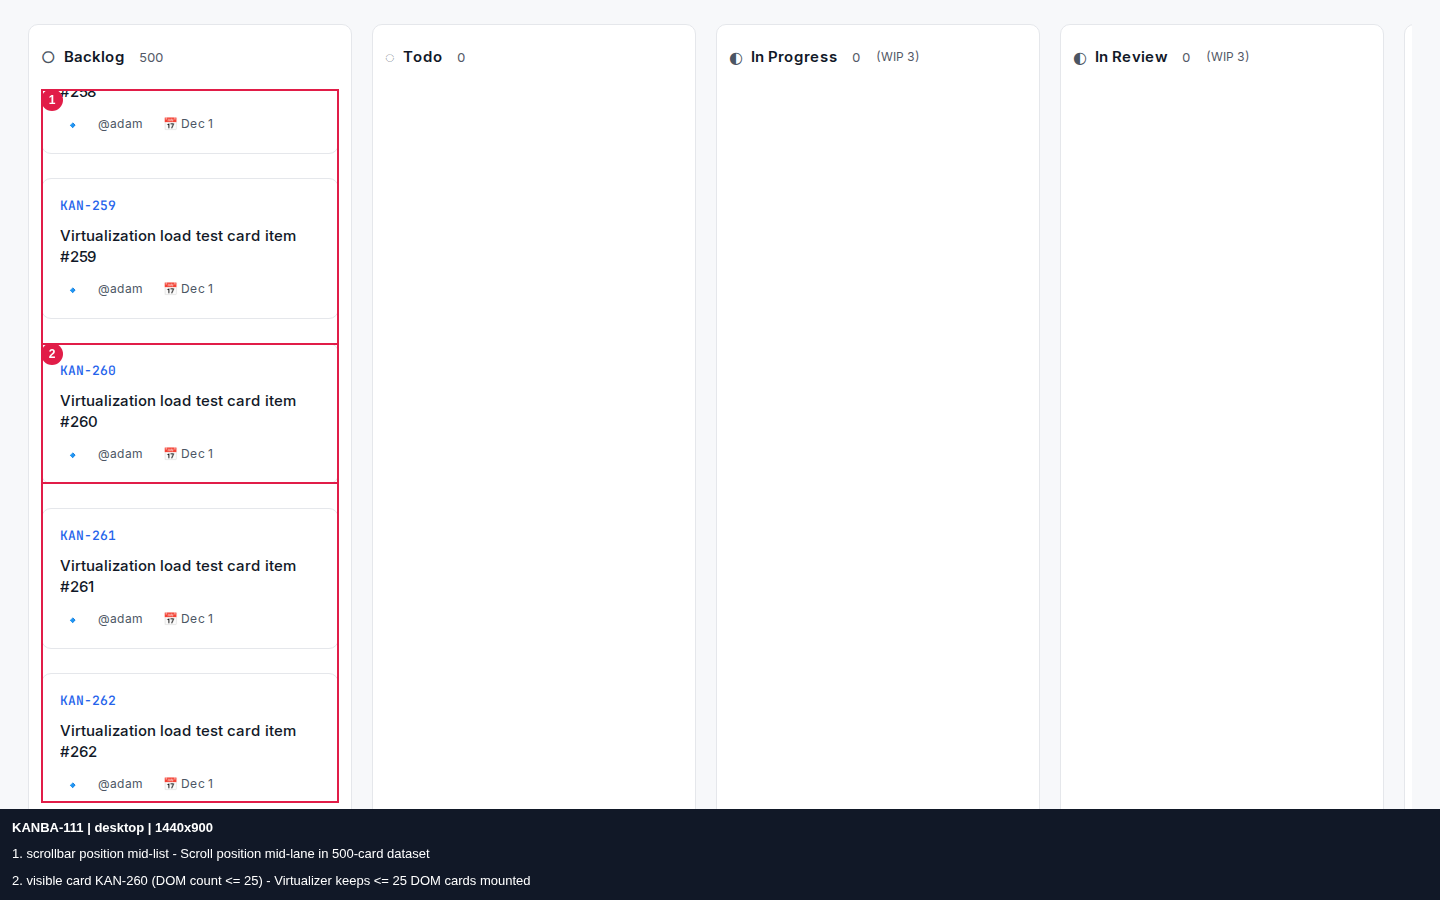 Backlog 500
Todo 0
In Progress 0 (WIP 3)
In Review 0 (WIP 3)
1
#258
@adam Dec 1
KAN-259
Virtualization load test card item
#259
@adam Dec 1
2
KAN-260
Virtualization load test card item
#260
@adam Dec 1
KAN-261
Virtualization load test card item
#261
@adam Dec 1
KAN-262
Virtualization load test card item
#262
@adam Dec 1
KANBA-111 | desktop | 1440x900
1. scrollbar position mid-list - Scroll position mid-lane in 500-card dataset
2. visible card KAN-260 (DOM count <= 25) - Virtualizer keeps <= 25 DOM cards mounted